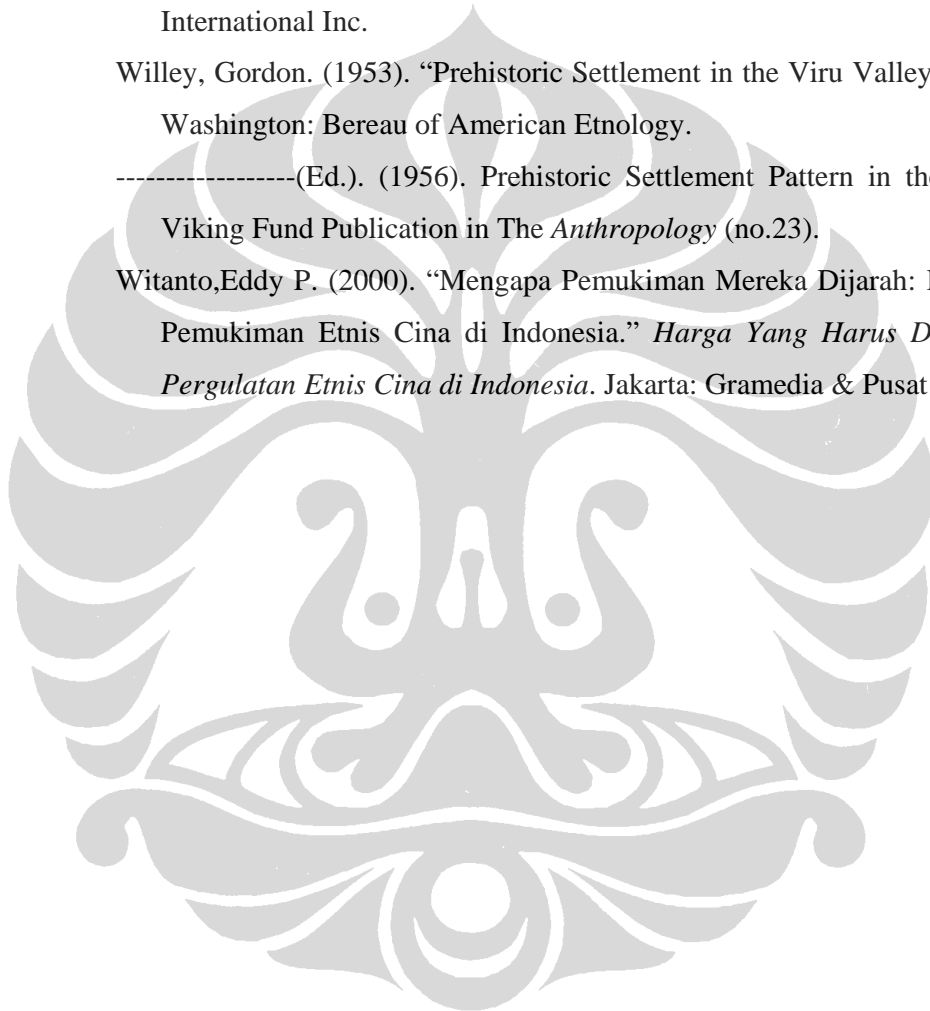 International Inc.
Willey, Gordon. (1953). “Prehistoric Settlement in the Viru Valley
Washington: Bereau of American Etnology.
------------------(Ed.). (1956). Prehistoric Settlement Pattern in the
Viking Fund Publication in The Anthropology (no.23).
Witanto,Eddy P. (2000). “Mengapa Pemukiman Mereka Dijarah:
Pemukiman Etnis Cina di Indonesia.” Harga Yang Harus
Pergulatan Etnis Cina di Indonesia. Jakarta: Gramedia & Pusat